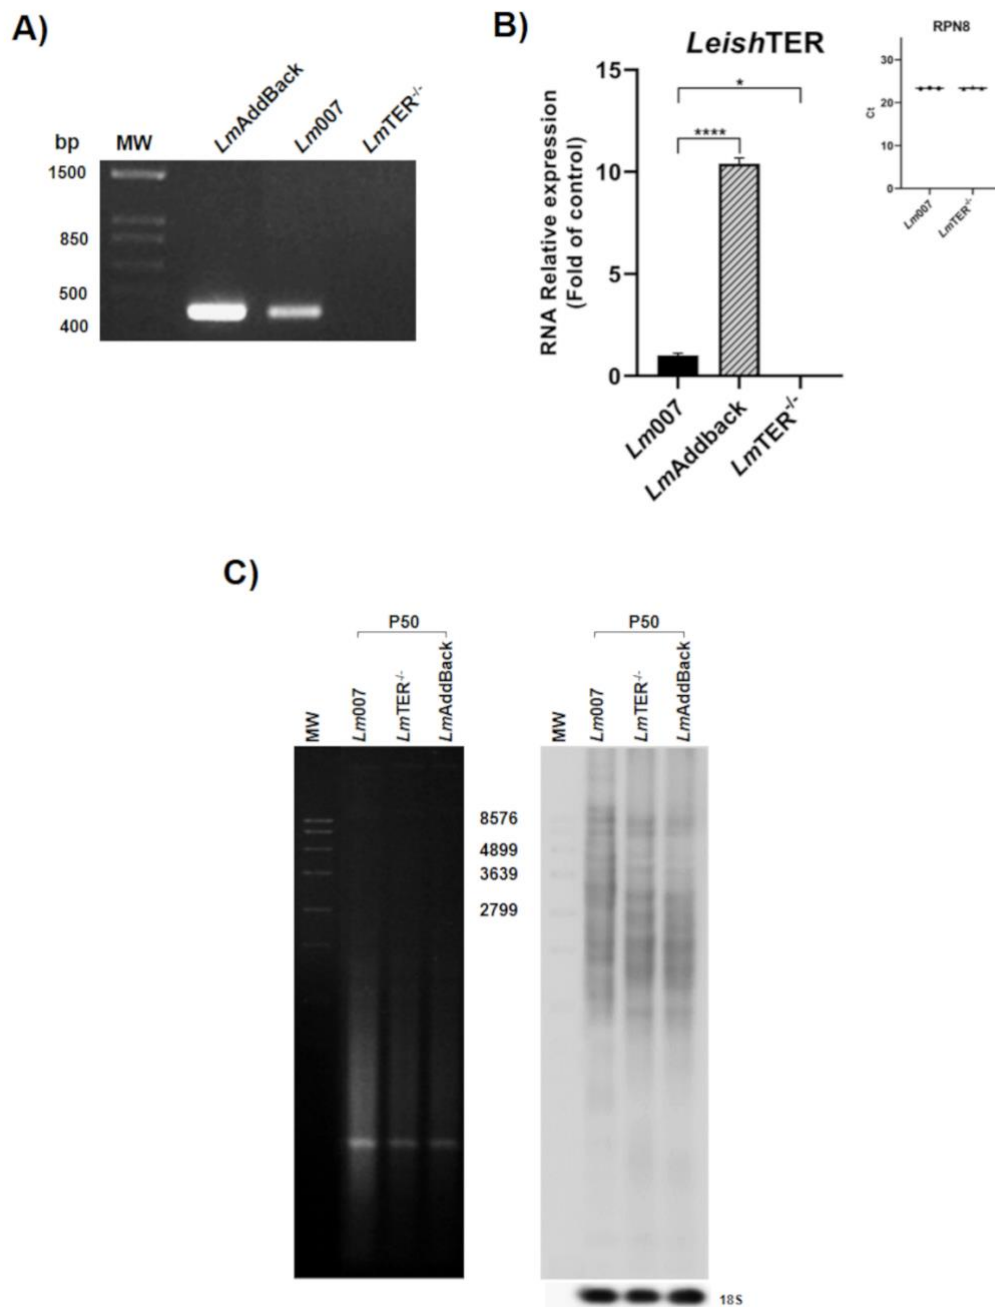 A)
bp
MW
LmAddBack
Lm007
LmTER-/-
1500
850
500
400
B)
LeishTER
RNA Relative expression
(Fold of control)
15
10
5
0
*
****
Lm007
LmAddback
LmTER-/-
RPN8
Ct
30
20
10
0
Lm007
LmTER-/-
C)
P50
MW
Lm007
LmTER-/-
LmAddBack
8576
4899
3639
2799
P50
MW
Lm007
LmTER-/-
LmAddBack
18S